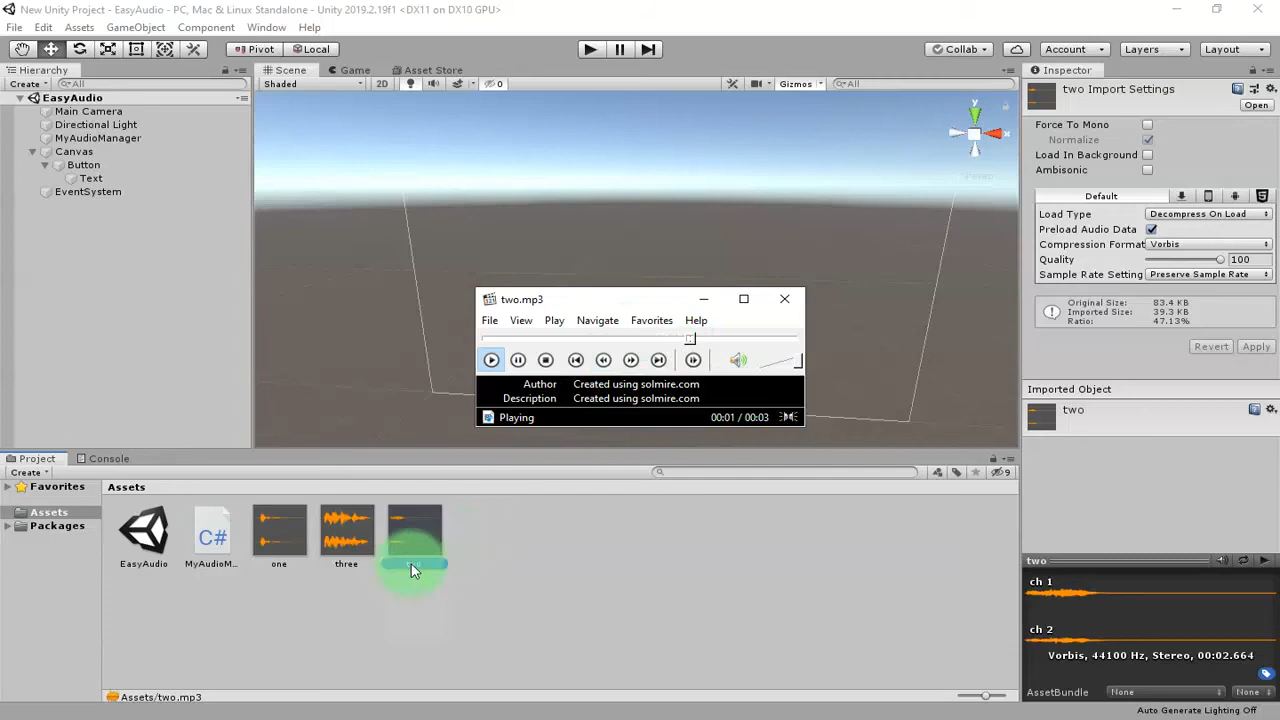 New Unity Project - EasyAudio - PC, Mac & Linux Standalone - Unity 2019.2.19f1 <DX11 on DX10 GPU>
File Edit Assets GameObject Component Window Help
Pivot Local Collab Account Layers Layout
Hierarchy
Create All
EasyAudio
Main Camera
Directional Light
MyAudioManager
Canvas
Button
Text
EventSystem
Scene Game Asset Store
Shaded 2D 0 Gizmos All
y
x
Persp
two.mp3
File View Play Navigate Favorites Help
Author Created using solmire.com
Description Created using solmire.com
Playing 00:01 / 00:03
Inspector
two Import Settings
Open
Force To Mono
Normalize
Load In Background
Ambisonic
Default
Load Type Decompress On Load
Preload Audio Data
Compression Format Vorbis
Quality 100
Sample Rate Setting Preserve Sample Rate
Original Size: 83.4 KB
Imported Size: 39.3 KB
Ratio: 47.13%
Revert Apply
Imported Object
two
Project Console
Create 9
Favorites
Assets
Packages
Assets
EasyAudio MyAudioM... one three
C#
Assets/two.mp3
two
ch 1
ch 2
Vorbis, 44100 Hz, Stereo, 00:02.664
AssetBundle None None
Auto Generate Lighting Off